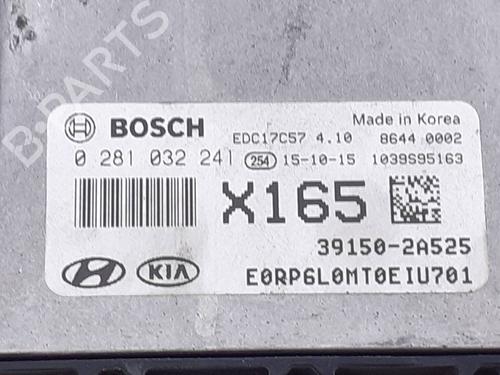 B-PARTS
BOSCH
Made in Korea
EDC17C57 4.10
8644 0002
0 281 032 241
254
15-10-15
1039S95163
X165
39150-2A525
KIA
E0RP6L0MT0EIU701